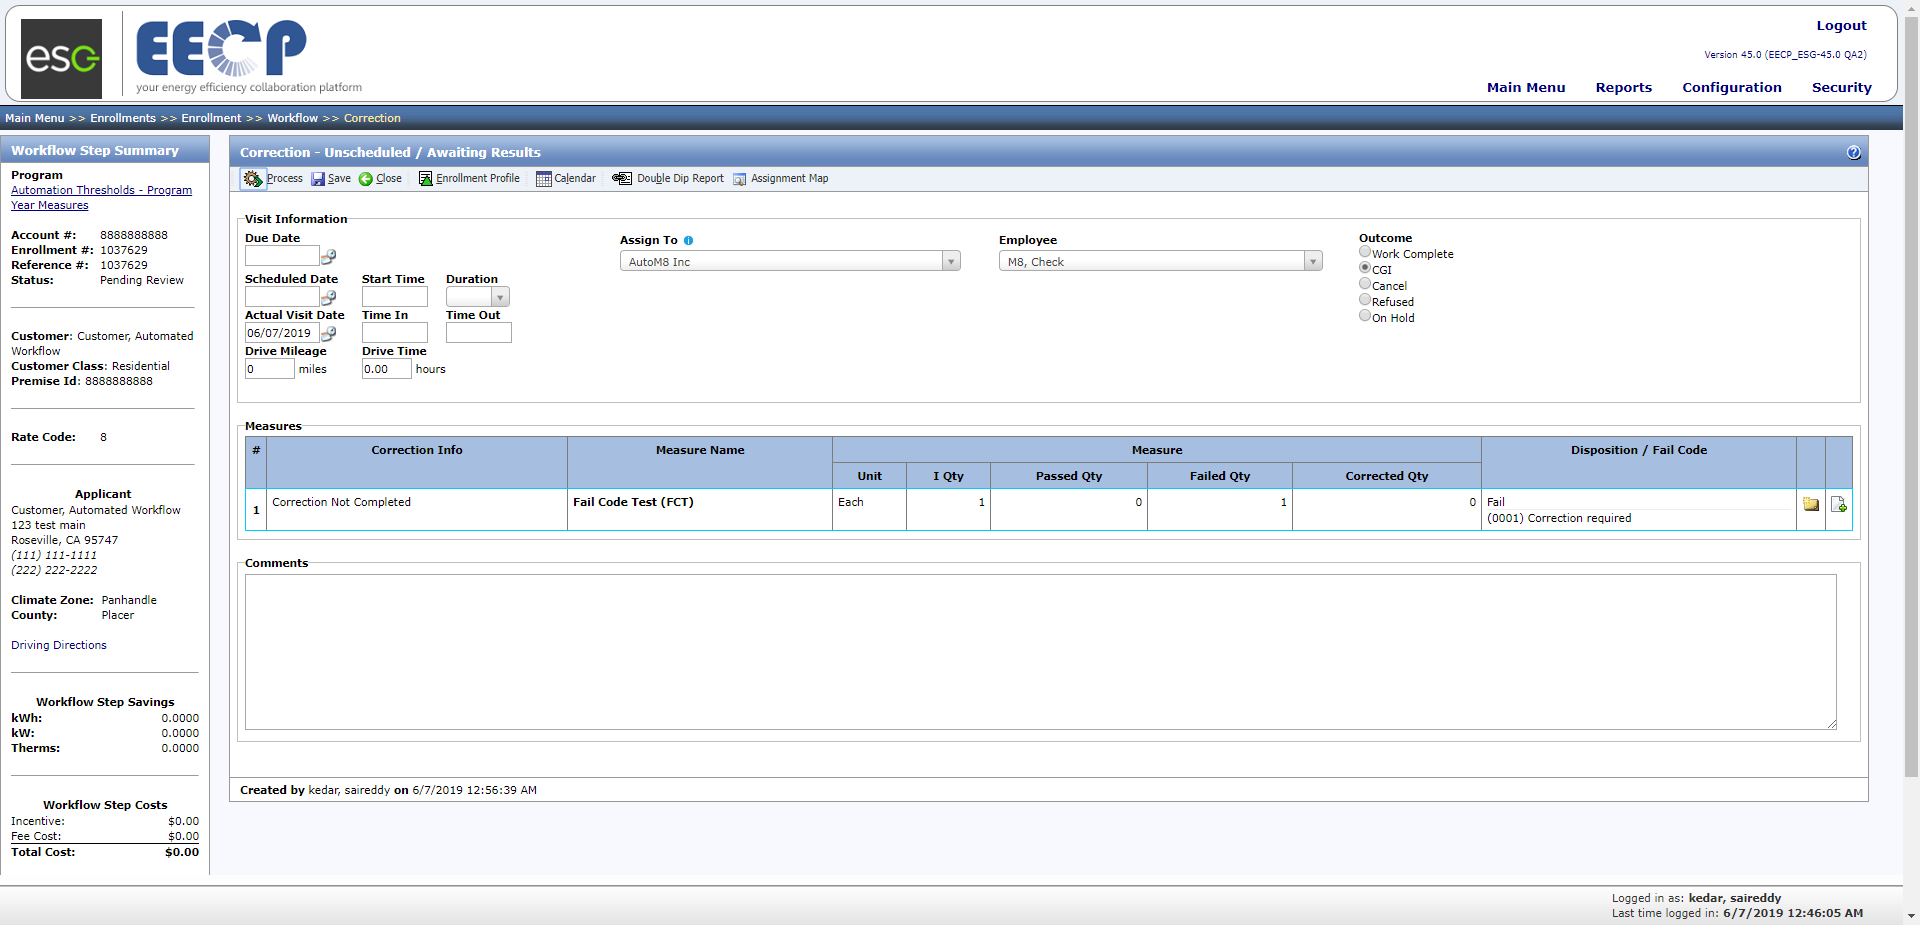 esg
EECP
your energy efficiency collaboration platform
Logout
Version 45.0 (EECP_ESG-45.0 QA2)
Main Menu Reports Configuration Security
Main Menu >> Enrollments >> Enrollment >> Workflow >> Correction
Workflow Step Summary
Program
Automation Thresholds - Program
Year Measures
Account #: 8888888888
Enrollment #: 1037629
Reference #: 1037629
Status: Pending Review
Customer: Customer, Automated
Workflow
Customer Class: Residential
Premise Id: 8888888888
Rate Code: 8
Applicant
Customer, Automated Workflow
123 test main
Roseville, CA 95747
(111) 111-1111
(222) 222-2222
Climate Zone: Panhandle
County: Placer
Driving Directions
Workflow Step Savings
kWh: 0.0000
kW: 0.0000
Therms: 0.0000
Workflow Step Costs
Incentive: $0.00
Fee Cost: $0.00
Total Cost: $0.00
Correction - Unscheduled / Awaiting Results
?
Process Save Close Enrollment Profile Calendar Double Dip Report Assignment Map
Visit Information
Due Date
Scheduled Date Start Time Duration
Actual Visit Date Time In Time Out
06/07/2019
Drive Mileage Drive Time
0 miles 0.00 hours
Assign To i
AutoM8 Inc
Employee
M8, Check
Outcome
Work Complete
CGI
Cancel
Refused
On Hold
Measures
# Correction Info Measure Name Measure Disposition / Fail Code
Unit I Qty Passed Qty Failed Qty Corrected Qty
1 Correction Not Completed Fail Code Test (FCT) Each 1 0 1 0 Fail
(0001) Correction required
Comments
Created by kedar, saireddy on 6/7/2019 12:56:39 AM
Logged in as: kedar, saireddy
Last time logged in: 6/7/2019 12:46:05 AM